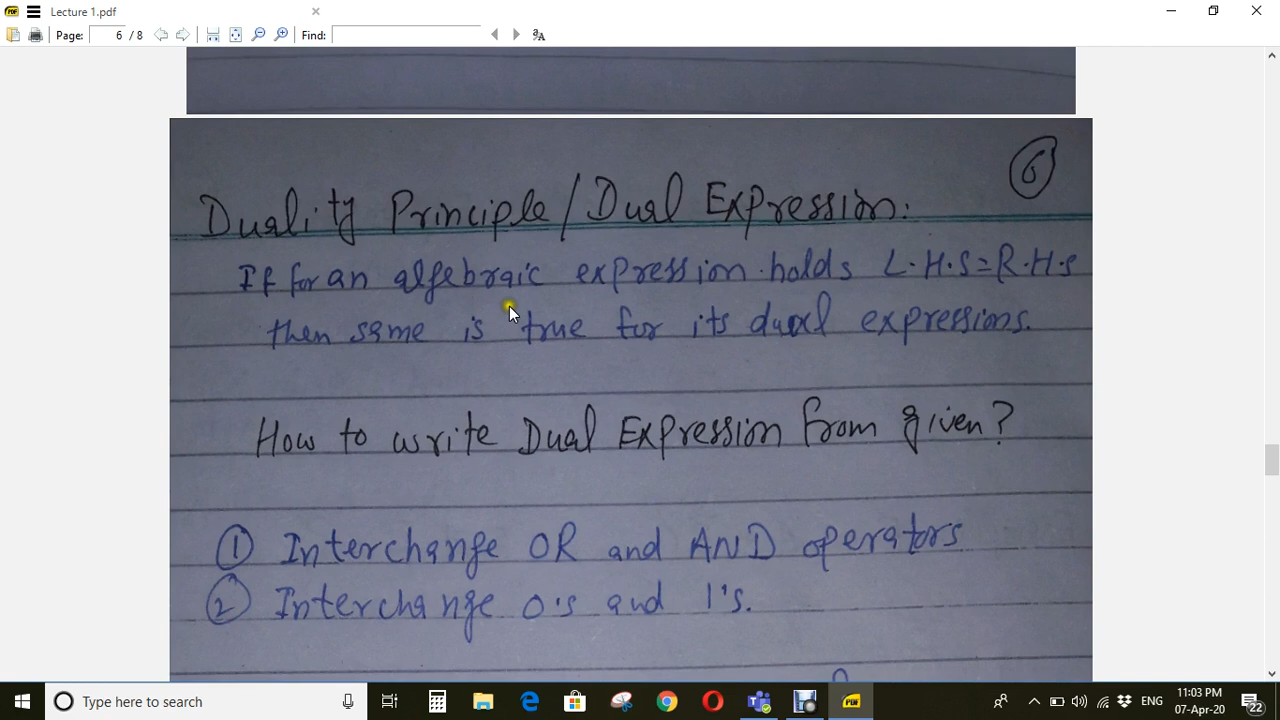 Lecture 1.pdf
Page: 6 / 8 Find:
6
Duality Principle / Dual Expression:
If for an algebraic expression holds L.H.S = R.H.S
then same is true for its dual expressions.
How to write Dual Expression from given?
1 Interchange OR and AND operators
2 Interchange 0's and 1's.
Type here to search
ENG
11:03 PM
07-Apr-20
22